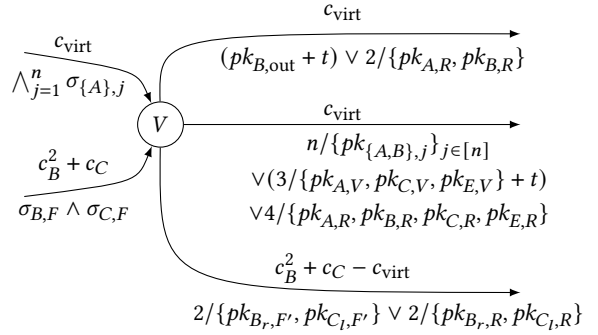 c_virt
c_virt
(pk_{B,out} + t) ∨ 2/{pk_{A,R}, pk_{B,R}}
⋀_{j=1}^{n} σ_{{A},j}
V
c_virt
n/{pk_{{A,B},j}}_{j∈[n]}
c_B^2 + c_C
∨(3/{pk_{A,V}, pk_{C,V}, pk_{E,V}} + t)
σ_{B,F} ∧ σ_{C,F}
∨4/{pk_{A,R}, pk_{B,R}, pk_{C,R}, pk_{E,R}}
c_B^2 + c_C − c_virt
2/{pk_{B_r,F'}, pk_{C_l,F'}} ∨ 2/{pk_{B_r,R}, pk_{C_l,R}}